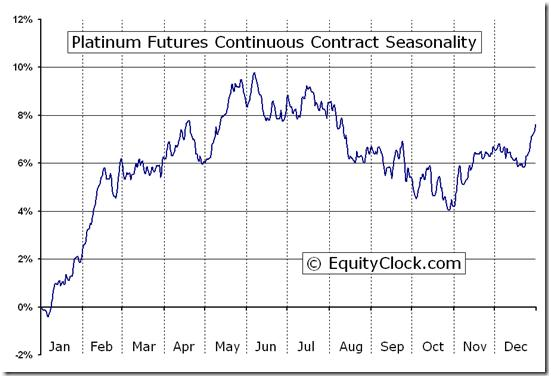 Platinum Futures Continuous Contract Seasonality
12%
10%
8%
6%
4%
2%
0%
-2%
© EquityClock.com
Jan Feb Mar Apr May Jun Jul Aug Sep Oct Nov Dec